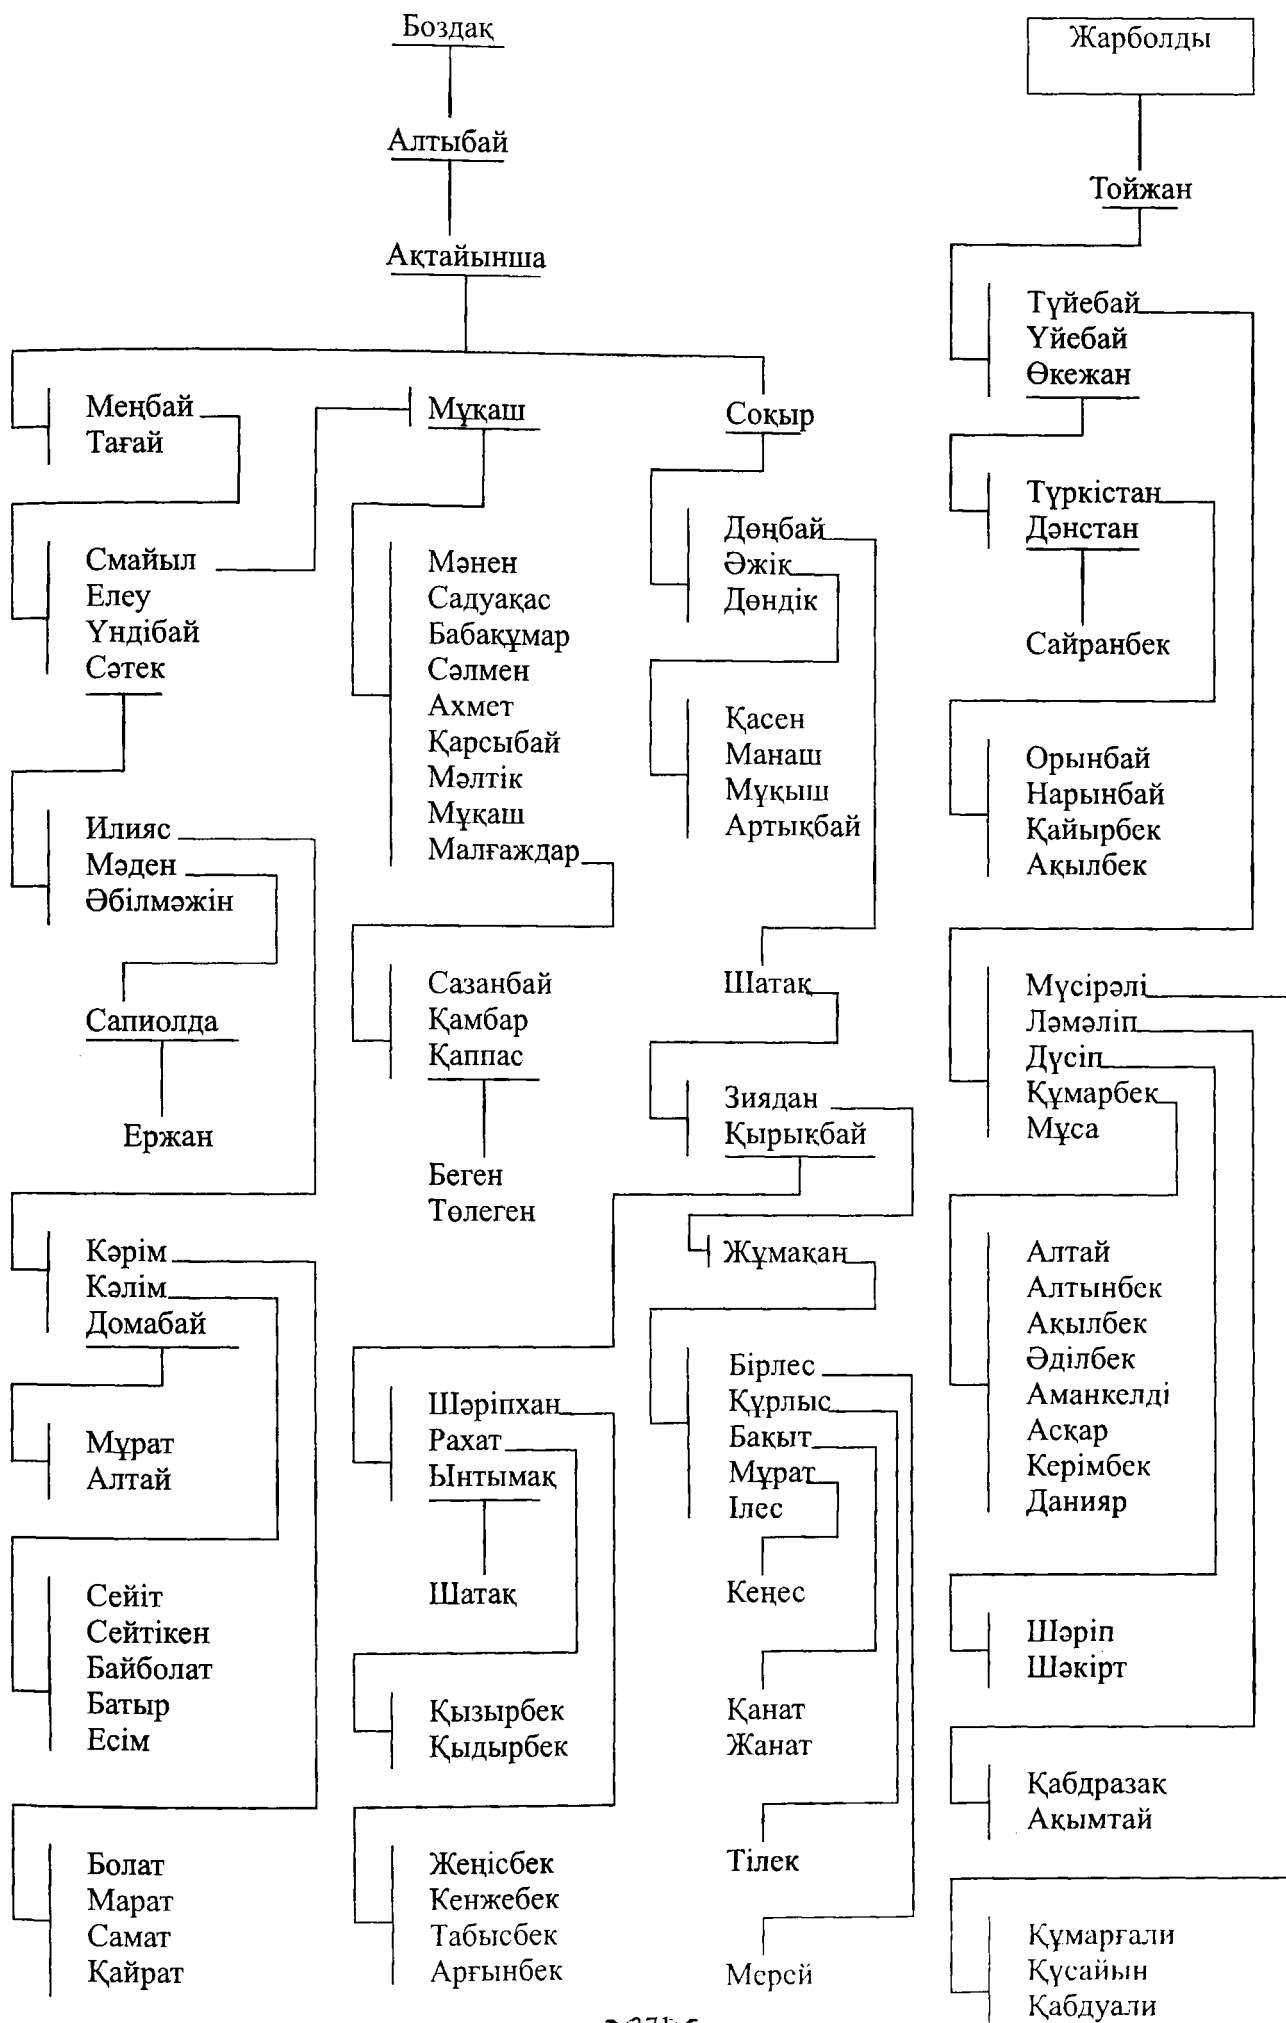 Боздақ
Алтыбай
Ақтайынша
Меңбай
Тағай
Смайыл
Елеу
Үндібай
Сәтек
Илияс
Мәден
Әбілмәжін
Сапиолда
Ержан
Кәрім
Кәлім
Домабай
Мұрат
Алтай
Сейіт
Сейтікен
Байболат
Батыр
Есім
Болат
Марат
Самат
Қайрат
Мұқаш
Мәнен
Садуақас
Бабақұмар
Сәлмен
Ахмет
Қарсыбай
Мәлтік
Мұқаш
Малғаждар
Сазанбай
Қамбар
Қаппас
Беген
Төлеген
Шәріпхан
Рахат
Ынтымақ
Шатақ
Қызырбек
Қыдырбек
Жеңісбек
Кенжебек
Табысбек
Арғынбек
Соқыр
Дөңбай
Әжік
Дөндік
Қасен
Манаш
Мұқыш
Артықбай
Шатақ
Зиядан
Қырықбай
Жұмақан
Бірлес
Құрлыс
Бақыт
Мұрат
Ілес
Кеңес
Қанат
Жанат
Тілек
Мерей
Жарболды
Тойжан
Түйебай
Үйебай
Өкежан
Түркістан
Дәнстан
Сайранбек
Орынбай
Нарынбай
Қайырбек
Ақылбек
Мүсірәлі
Ләмәліп
Дүсіп
Құмарбек
Мұса
Алтай
Алтынбек
Ақылбек
Әділбек
Аманкелді
Асқар
Керімбек
Данияр
Шәріп
Шәкірт
Қабдразақ
Ақымтай
Құмарғали
Құсайын
Қабдуали